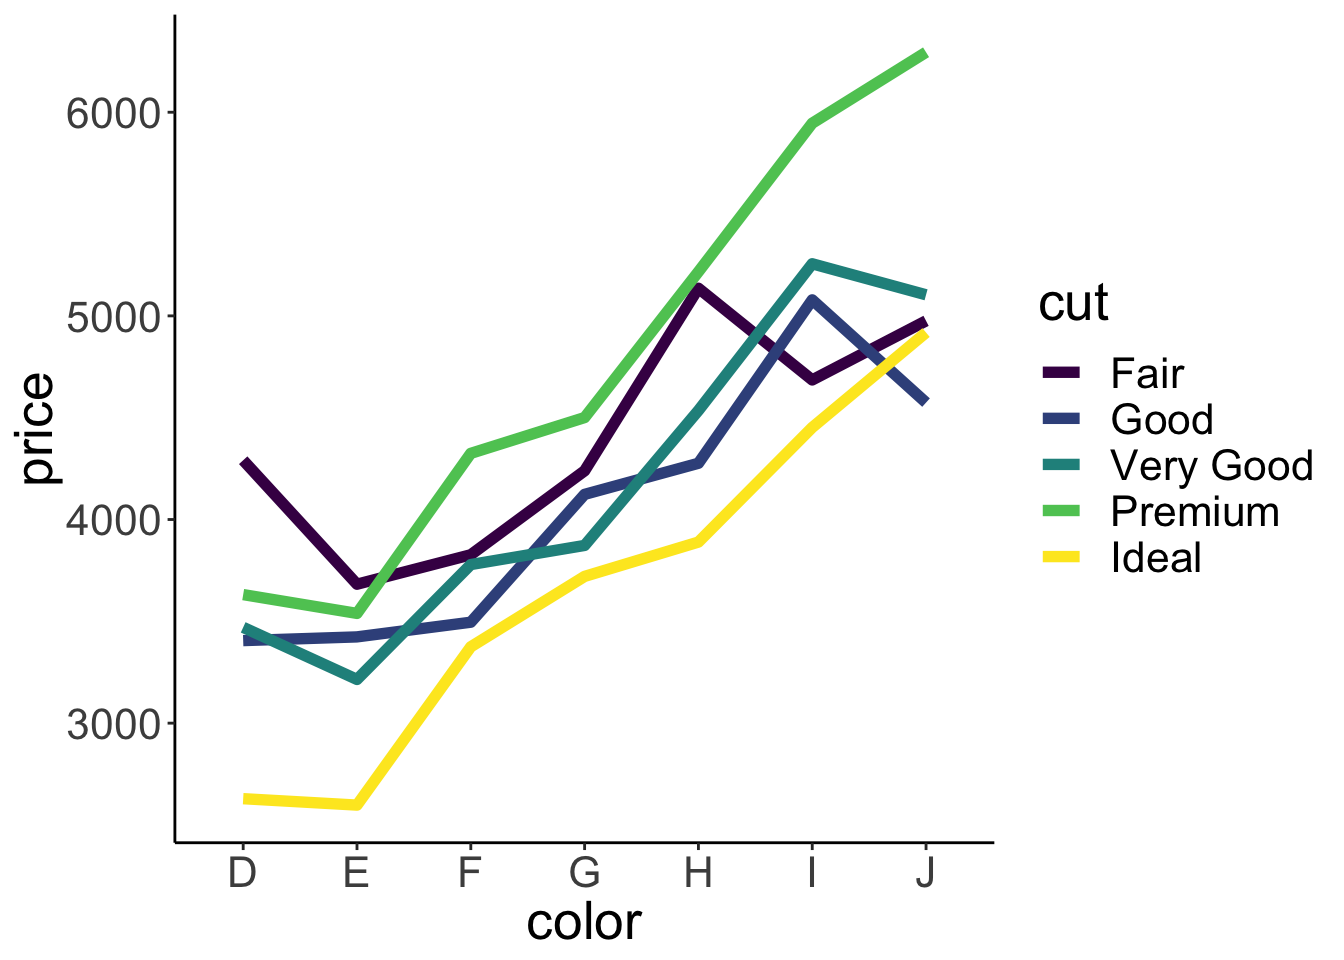 6000
5000
4000
3000
price
D E F G H I J
color
cut
Fair
Good
Very Good
Premium
Ideal